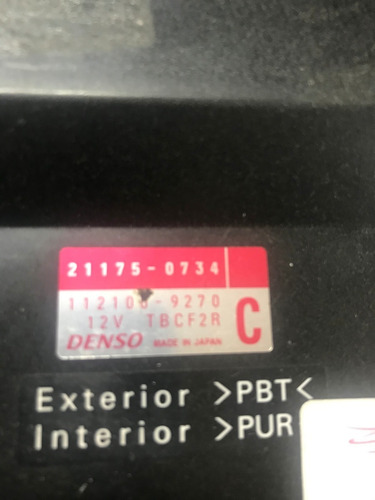 21175-0734
112100-9270
12V TBCF2R
C
DENSO MADE IN JAPAN
Exterior >PBT<
Interior >PUR